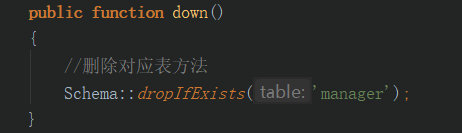 public function down()
{
//删除对应表方法
Schema::dropIfExists( table: 'manager');
}